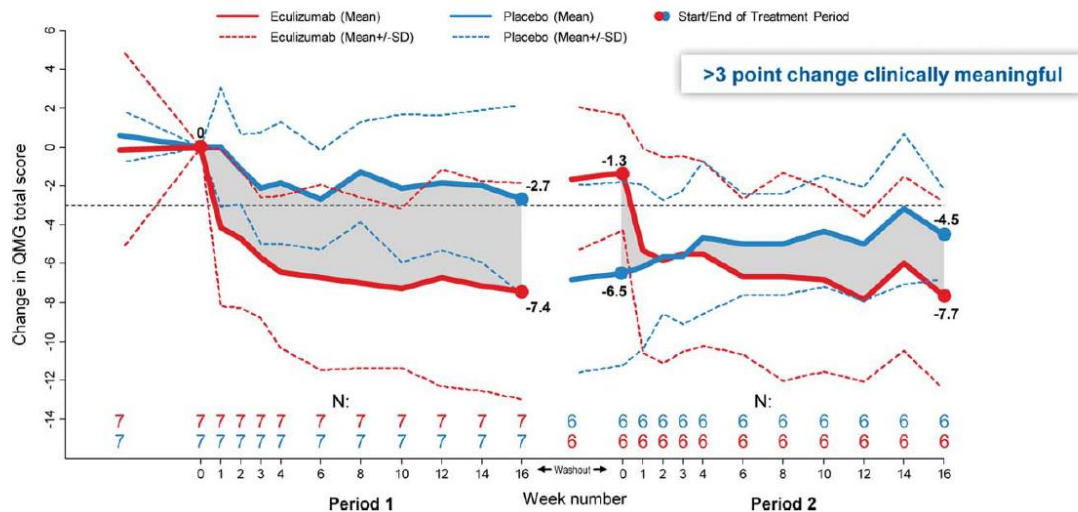 Eculizumab (Mean) Placebo (Mean) Start/End of Treatment Period
Eculizumab (Mean+/-SD) Placebo (Mean+/-SD)
>3 point change clinically meaningful
Change in QMG total score
6
4
2
0
-2
-4
-6
-8
-10
-12
-14
0
-2.7
-7.4
-1.3
-6.5
-4.5
-7.7
N: N:
7 7 7 7 7 7 7 7 7 7 7 7 6 6 6 6 6 6 6 6 6 6 6 6
7 7 7 7 7 7 7 7 7 7 7 7 6 6 6 6 6 6 6 6 6 6 6 6
0 1 2 3 4 6 8 10 12 14 16 Washout 0 1 2 3 4 6 8 10 12 14 16
Period 1 Week number Period 2